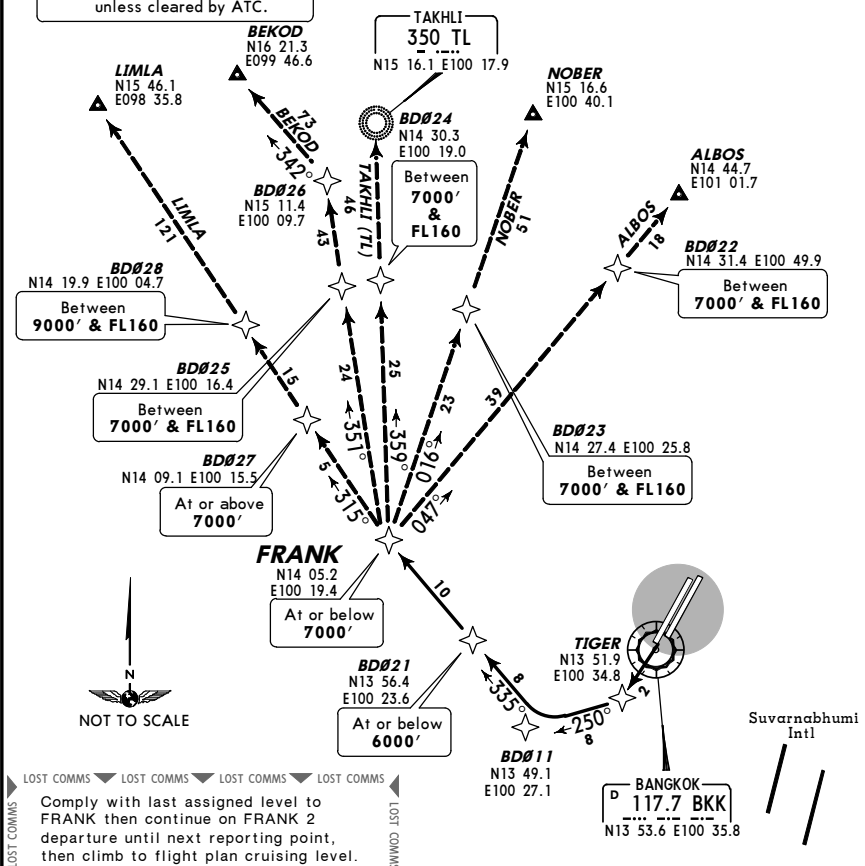 unless cleared by ATC.
BEKOD
N16 21.3
E099 46.6
TAKHLI
350 TL
N15 16.1 E100 17.9
LIMLA
N15 46.1
E098 35.8
NOBER
N15 16.6
E100 40.1
73
BEKOD
342°
BDØ24
N14 30.3
E100 19.0
Between
7000′
&
FL160
ALBOS
N14 44.7
E101 01.7
BDØ26
N15 11.4
E100 09.7
46
TAKHLI (TL)
NOBER
51
ALBOS
18
LIMLA
121
43
BDØ22
N14 31.4 E100 49.9
Between
7000′ & FL160
BDØ28
N14 19.9 E100 04.7
Between
9000′ & FL160
BDØ25
N14 29.1 E100 16.4
Between
7000′ & FL160
15
24
25
23
39
351°
359°
016°
047°
BDØ23
N14 27.4 E100 25.8
Between
7000′ & FL160
BDØ27
N14 09.1 E100 15.5
At or above
7000′
5
315°
FRANK
N14 05.2
E100 19.4
At or below
7000′
10
N
NOT TO SCALE
BDØ21
N13 56.4
E100 23.6
At or below
6000′
8
335°
TIGER
N13 51.9
E100 34.8
2
250°
8
BDØ11
N13 49.1
E100 27.1
Suvarnabhumi
Intl
BANGKOK
D 117.7 BKK
N13 53.6 E100 35.8
LOST COMMS LOST COMMS LOST COMMS LOST COMMS
LOST COMMS
Comply with last assigned level to
FRANK then continue on FRANK 2
departure until next reporting point,
then climb to flight plan cruising level.
LOST COMMS